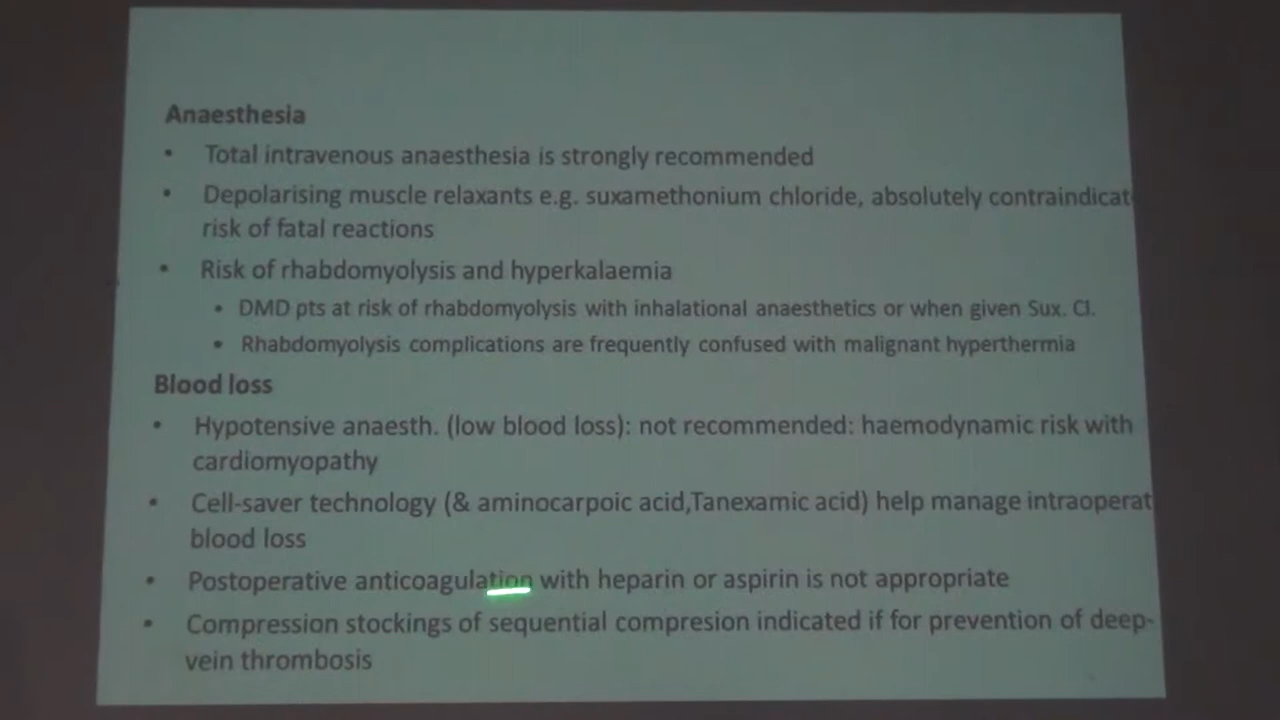 Anaesthesia
• Total intravenous anaesthesia is strongly recommended
• Depolarising muscle relaxants e.g. suxamethonium chloride, absolutely contraindicat
risk of fatal reactions
• Risk of rhabdomyolysis and hyperkalaemia
• DMD pts at risk of rhabdomyolysis with inhalational anaesthetics or when given Sux. Cl.
• Rhabdomyolysis complications are frequently confused with malignant hyperthermia
Blood loss
• Hypotensive anaesth. (low blood loss): not recommended: haemodynamic risk with
cardiomyopathy
• Cell-saver technology (& aminocarpoic acid,Tanexamic acid) help manage intraoperat
blood loss
• Postoperative anticoagulation with heparin or aspirin is not appropriate
• Compression stockings of sequential compresion indicated if for prevention of deep-
vein thrombosis